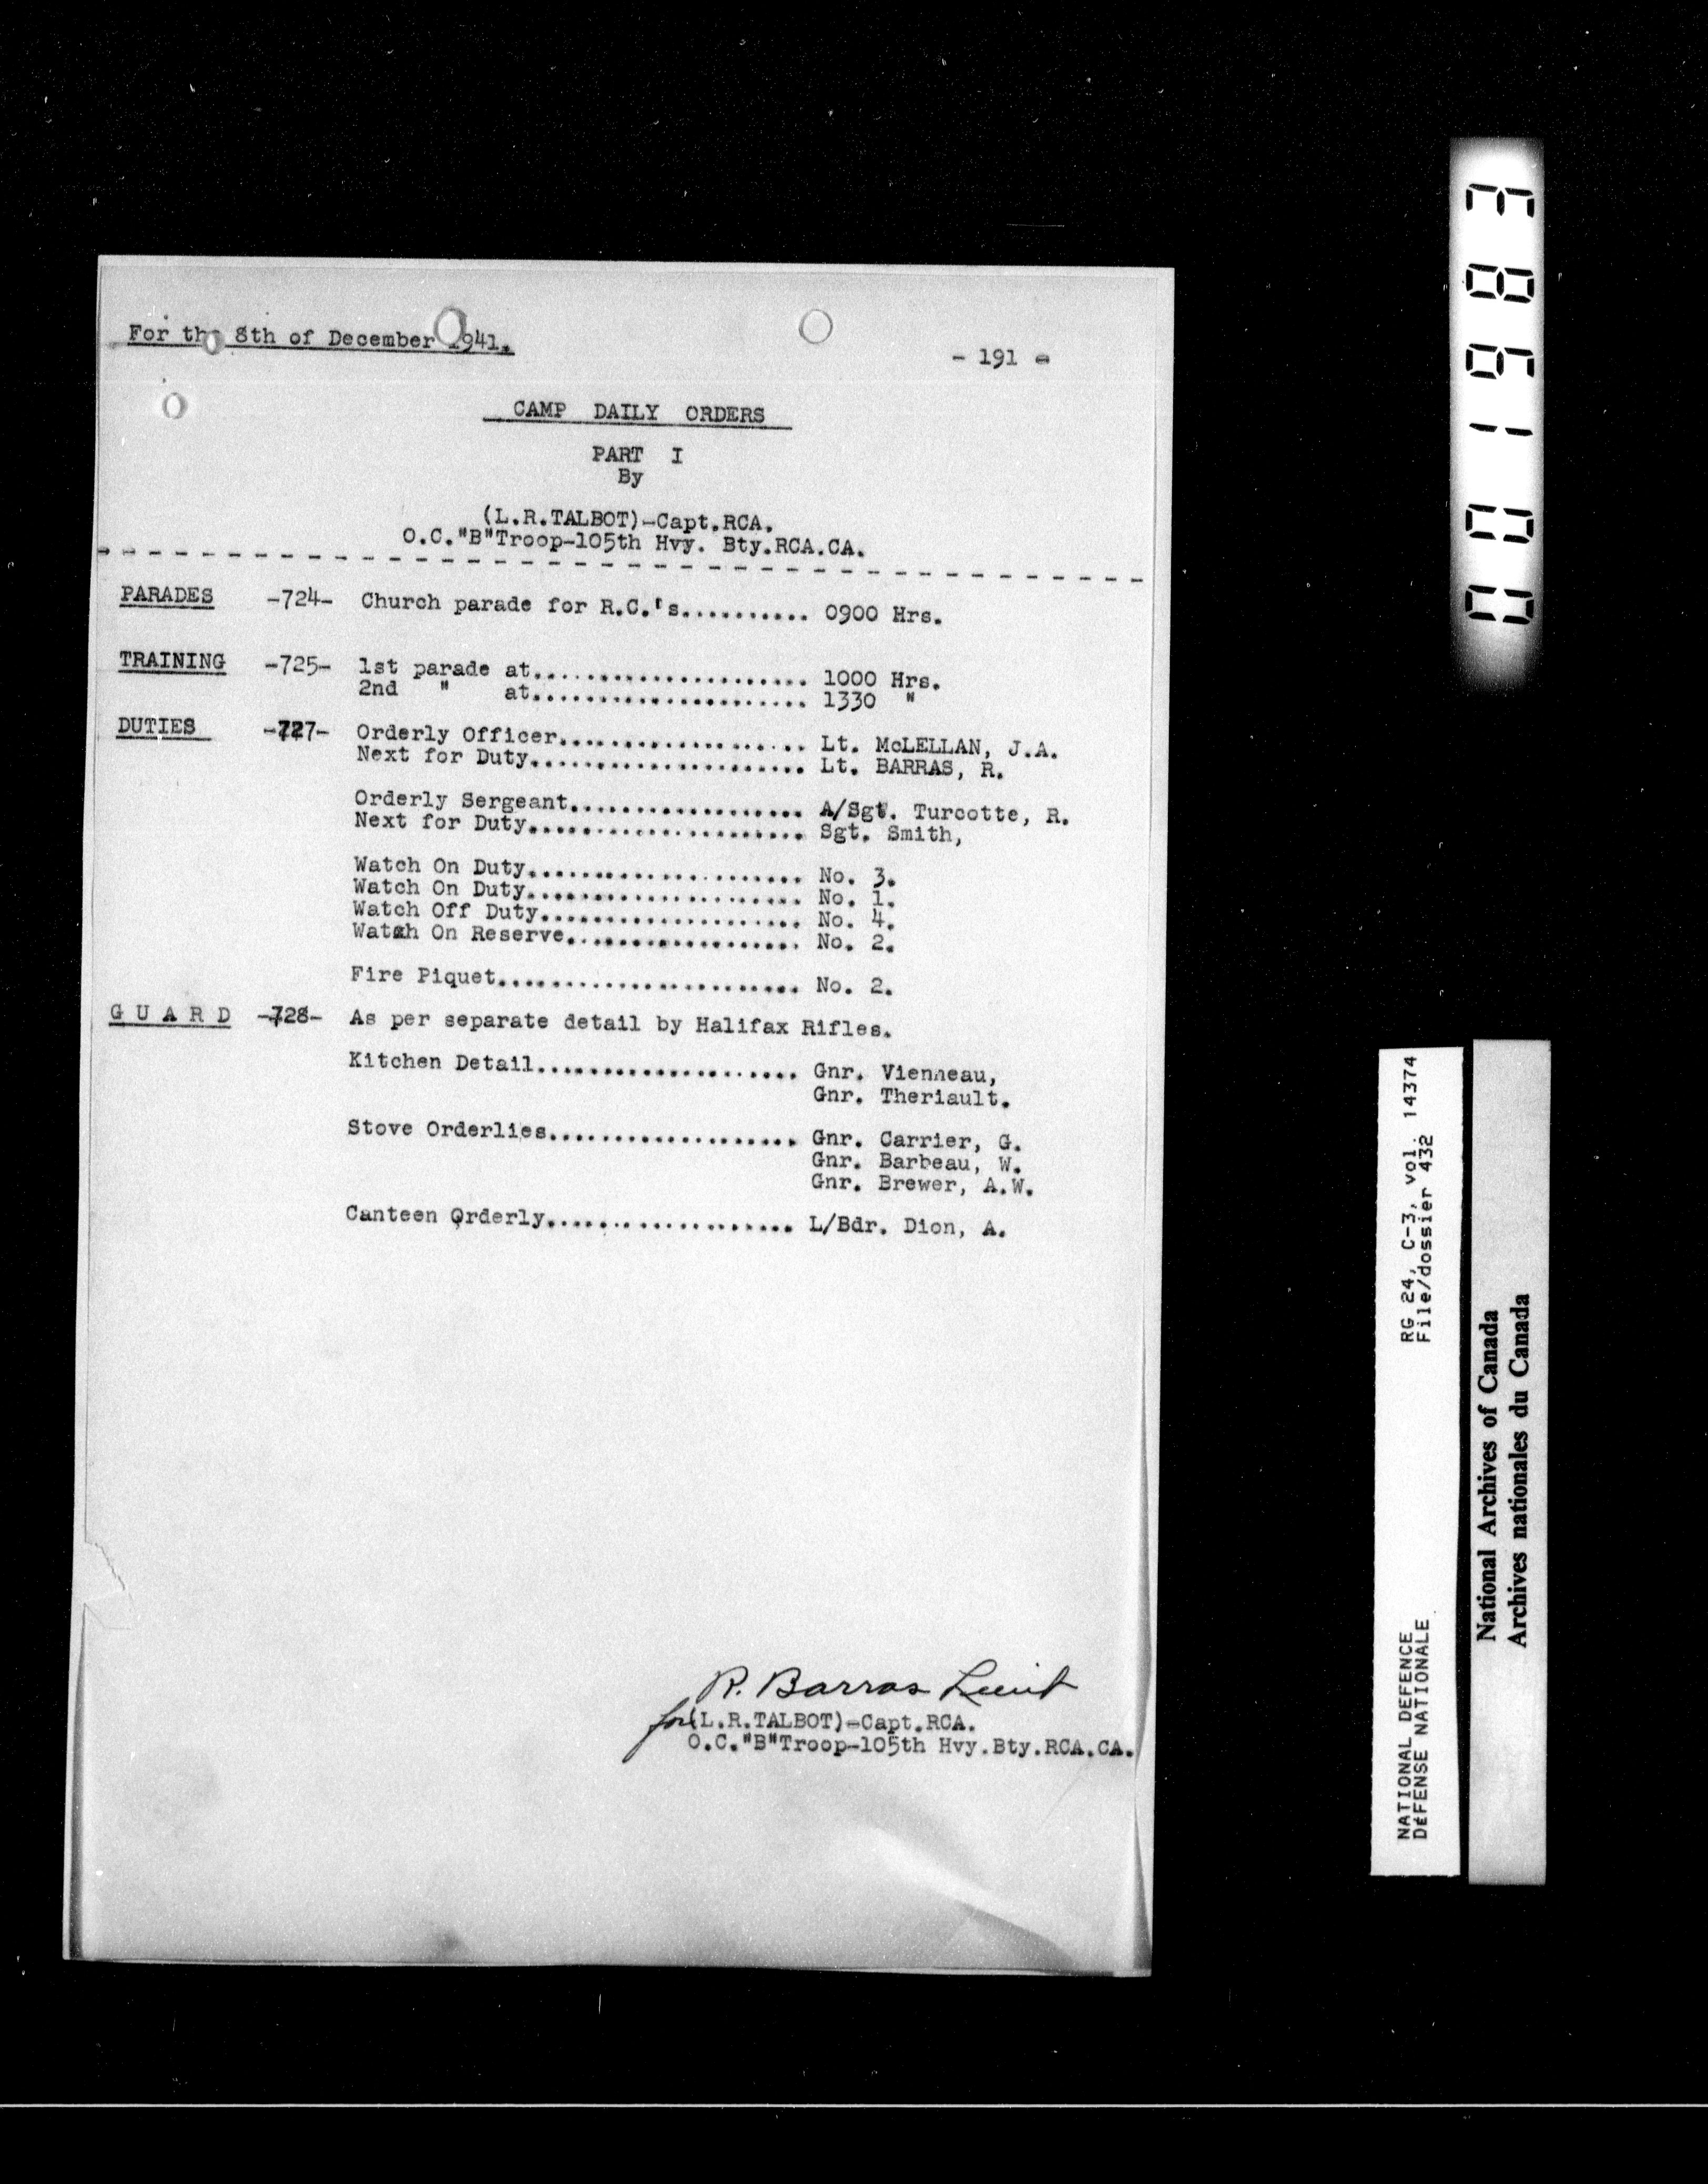 For the 8th of December 1941.
- 191 -
CAMP DAILY ORDERS
PART I
By
(L.R.TALBOT)-Capt.RCA.
O.C."B"Troop-105th Hvy. Bty.RCA.CA.
PARADES -724- Church parade for R.C.'s.......... 0900 Hrs.
TRAINING -725- 1st parade at..................... 1000 Hrs.
2nd " at..................... 1330 "
DUTIES -727- Orderly Officer................... Lt. McLELLAN, J.A.
Next for Duty..................... Lt. BARRAS, R.
Orderly Sergeant.................. A/Sgt. Turcotte, R.
Next for Duty..................... Sgt. Smith,
Watch On Duty..................... No. 3.
Watch On Duty..................... No. 1.
Watch Off Duty.................... No. 4.
Watch On Reserve.................. No. 2.
Fire Piquet....................... No. 2.
G U A R D -728- As per separate detail by Halifax Rifles.
Kitchen Detail.................... Gnr. Vienneau,
Gnr. Theriault.
Stove Orderlies................... Gnr. Carrier, G.
Gnr. Barbeau, W.
Gnr. Brewer, A.W.
Canteen Orderly................... L/Bdr. Dion, A.
R. Barras Lieut
for (L.R.TALBOT)-Capt.RCA.
O.C."B"Troop-105th Hvy.Bty.RCA.CA.
NATIONAL DEFENCE RG 24, C-3, vol. 14374
DéFENSE NATIONALE File/dossier 432
National Archives of Canada
Archives nationales du Canada